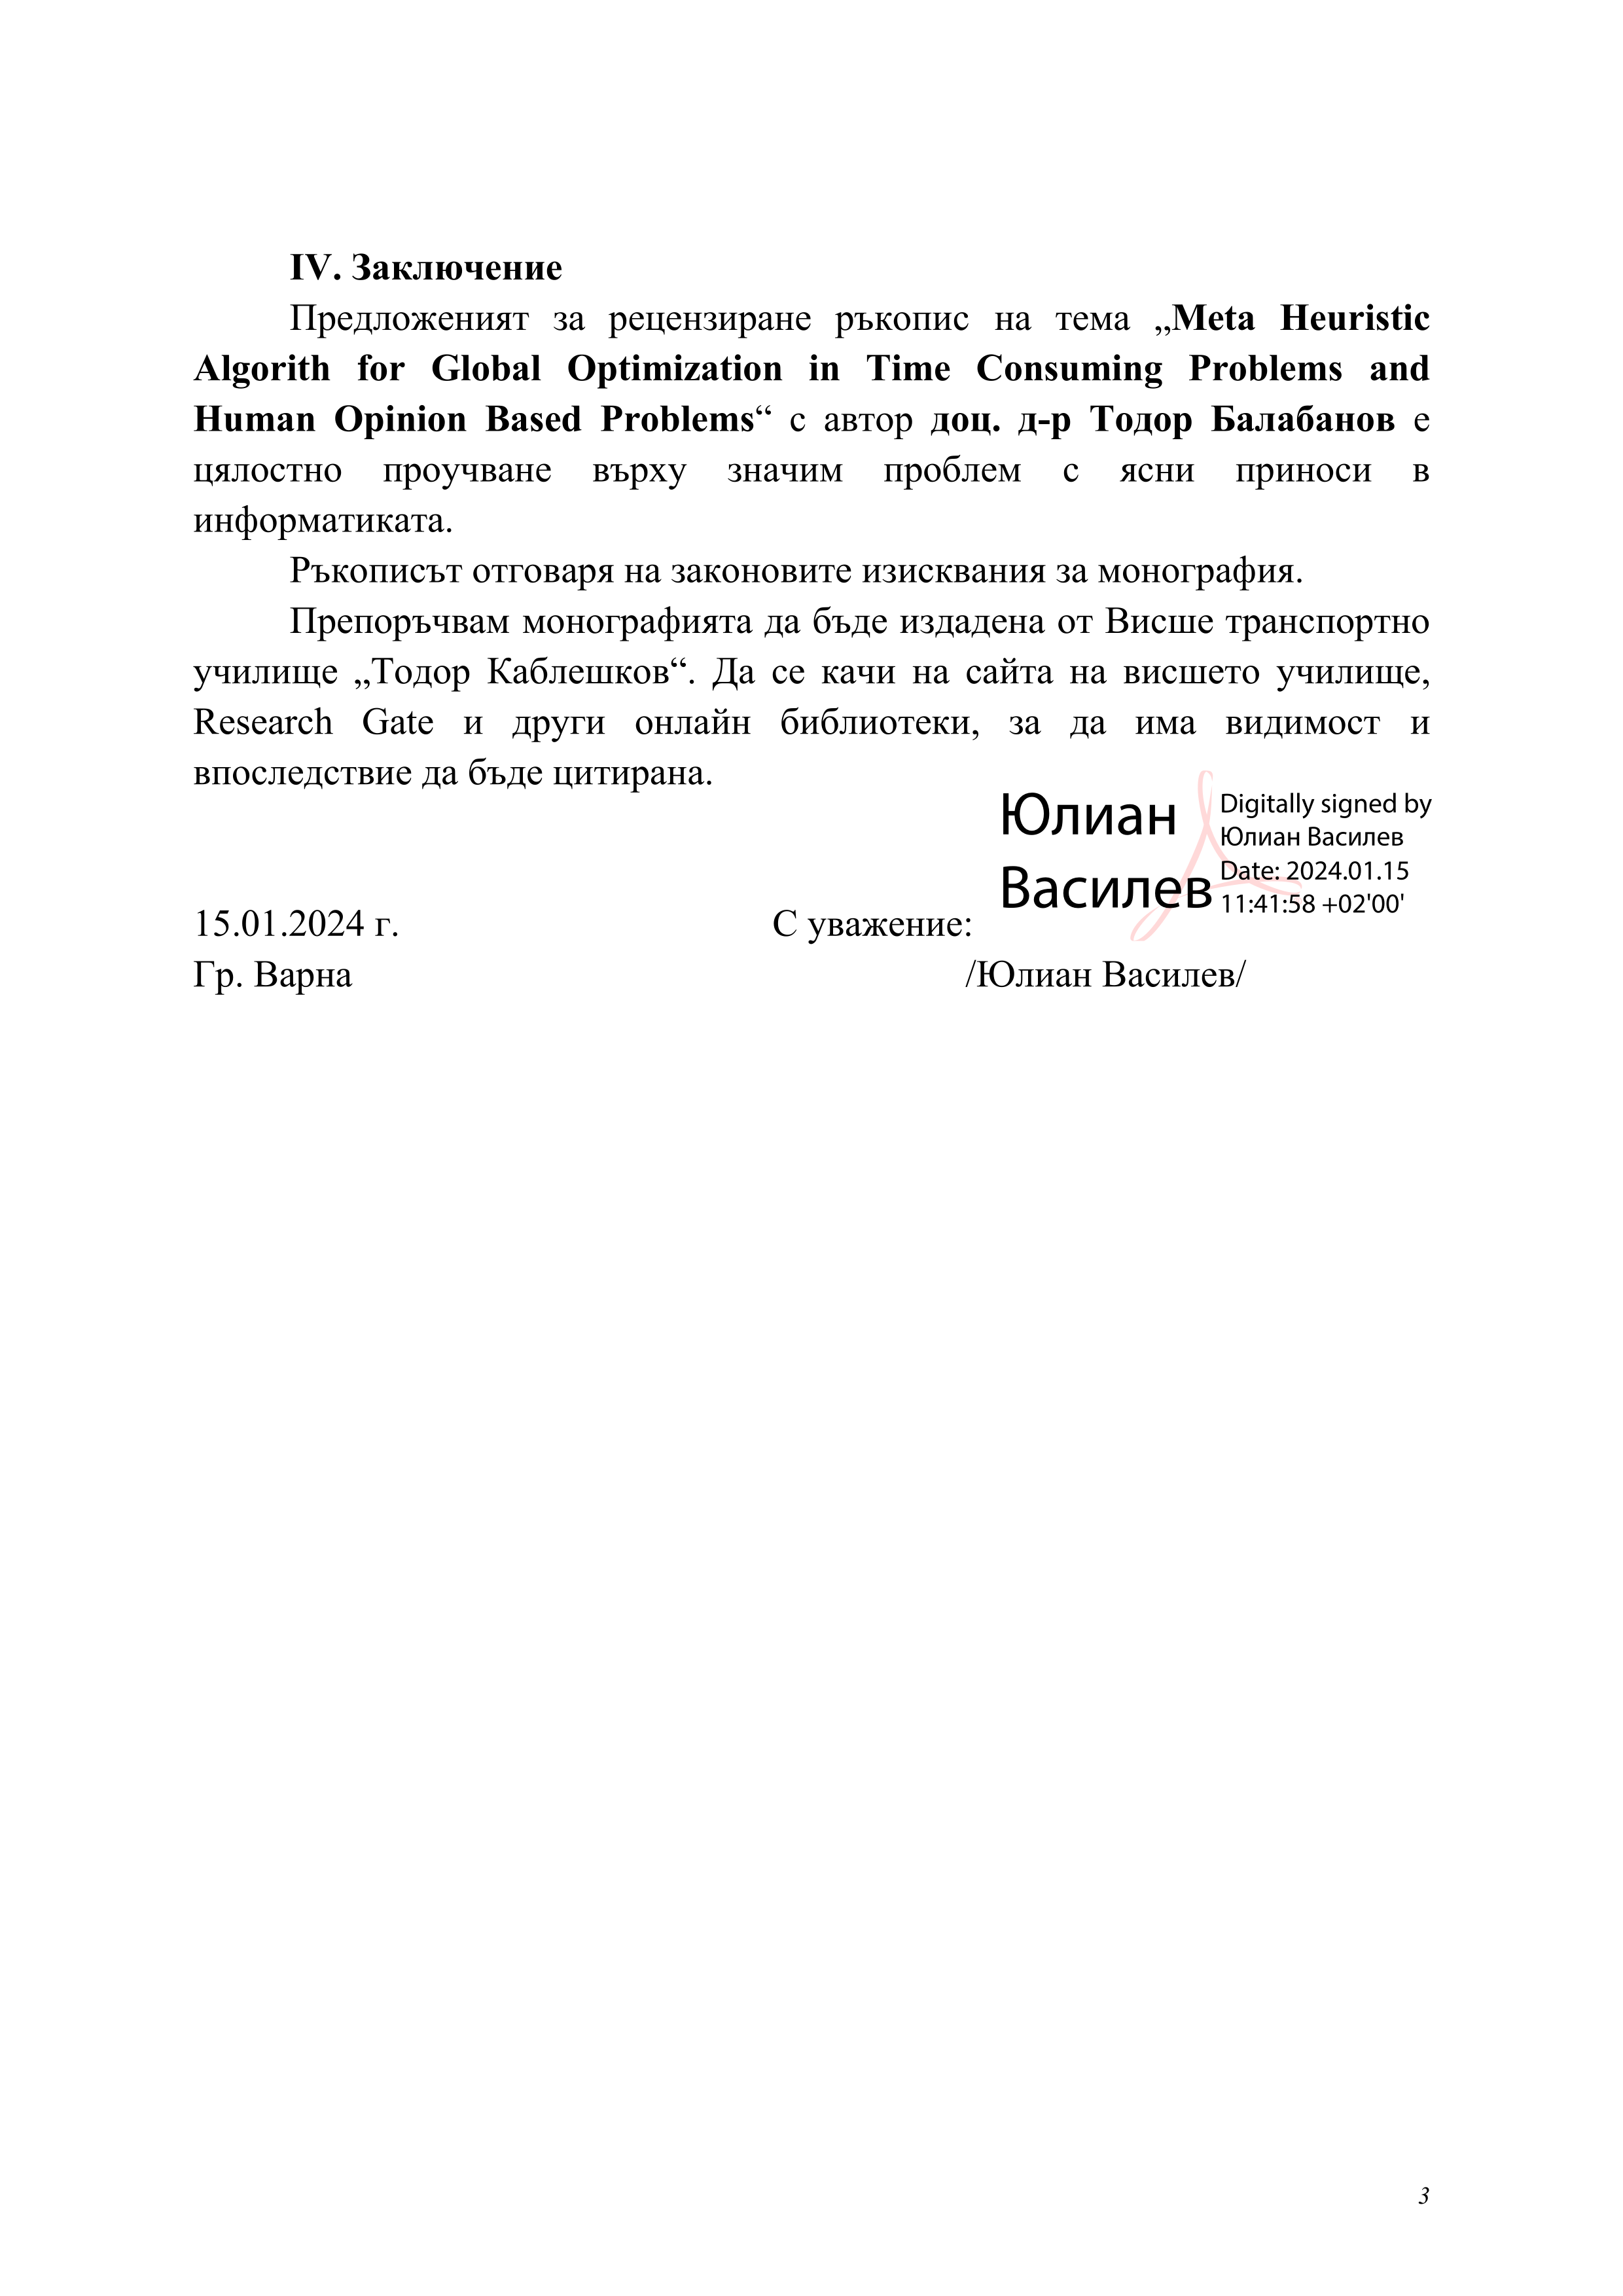 IV. Заключение
Предложеният за рецензиране ръкопис на тема „Meta Heuristic
Algorith for Global Optimization in Time Consuming Problems and
Human Opinion Based Problems“ с автор доц. д-р Тодор Балабанов е
цялостно проучване върху значим проблем с ясни приноси в
информатиката.
Ръкописът отговаря на законовите изисквания за монография.
Препоръчвам монографията да бъде издадена от Висше транспортно
училище „Тодор Каблешков“. Да се качи на сайта на висшето училище,
Research Gate и други онлайн библиотеки, за да има видимост и
впоследствие да бъде цитирана.
Юлиан
Василев
Digitally signed by
Юлиан Василев
Date: 2024.01.15
11:41:58 +02'00'
15.01.2024 г. С уважение:
Гр. Варна /Юлиан Василев/
3